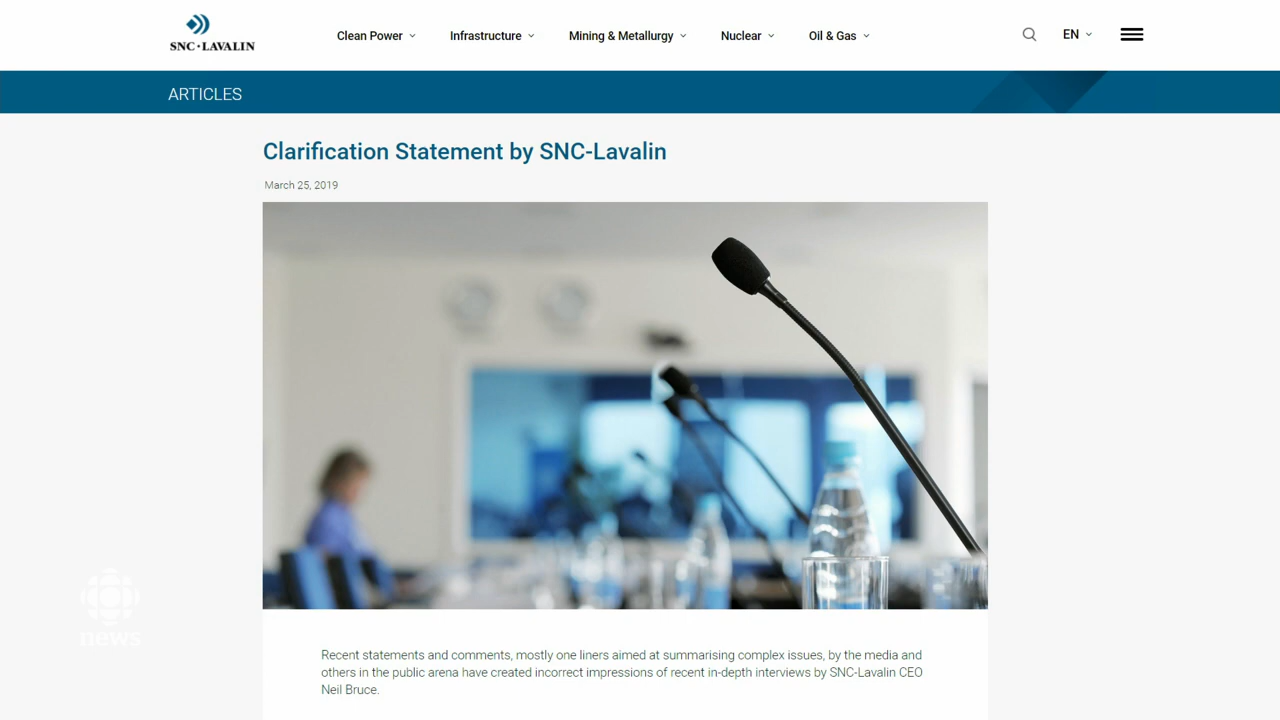 SNC·LAVALIN
Clean Power
Infrastructure
Mining & Metallurgy
Nuclear
Oil & Gas
EN
ARTICLES
Clarification Statement by SNC-Lavalin
March 25, 2019
news
Recent statements and comments, mostly one liners aimed at summarising complex issues, by the media and
others in the public arena have created incorrect impressions of recent in-depth interviews by SNC-Lavalin CEO
Neil Bruce.